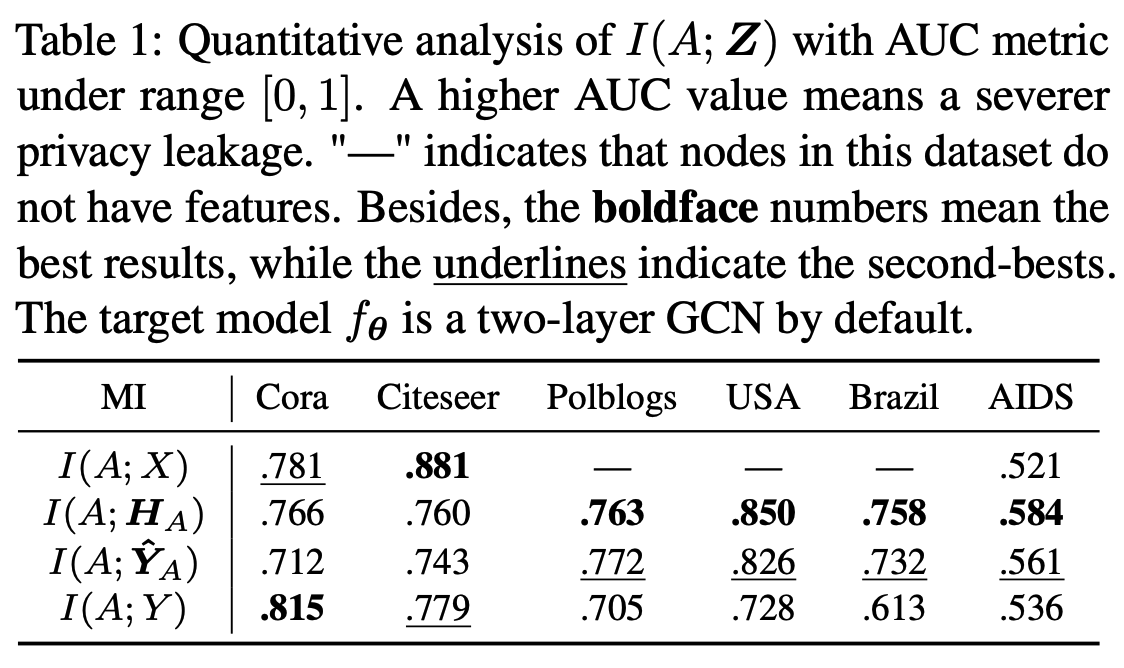 Table 1: Quantitative analysis of I(A; Z) with AUC metric
under range [0, 1]. A higher AUC value means a severer
privacy leakage. "—" indicates that nodes in this dataset do
not have features. Besides, the boldface numbers mean the
best results, while the underlines indicate the second-bests.
The target model fθ is a two-layer GCN by default.
MI Cora Citeseer Polblogs USA Brazil AIDS
I(A; X) .781 .881 — — — .521
I(A; H_A) .766 .760 .763 .850 .758 .584
I(A; Ŷ_A) .712 .743 .772 .826 .732 .561
I(A; Y) .815 .779 .705 .728 .613 .536